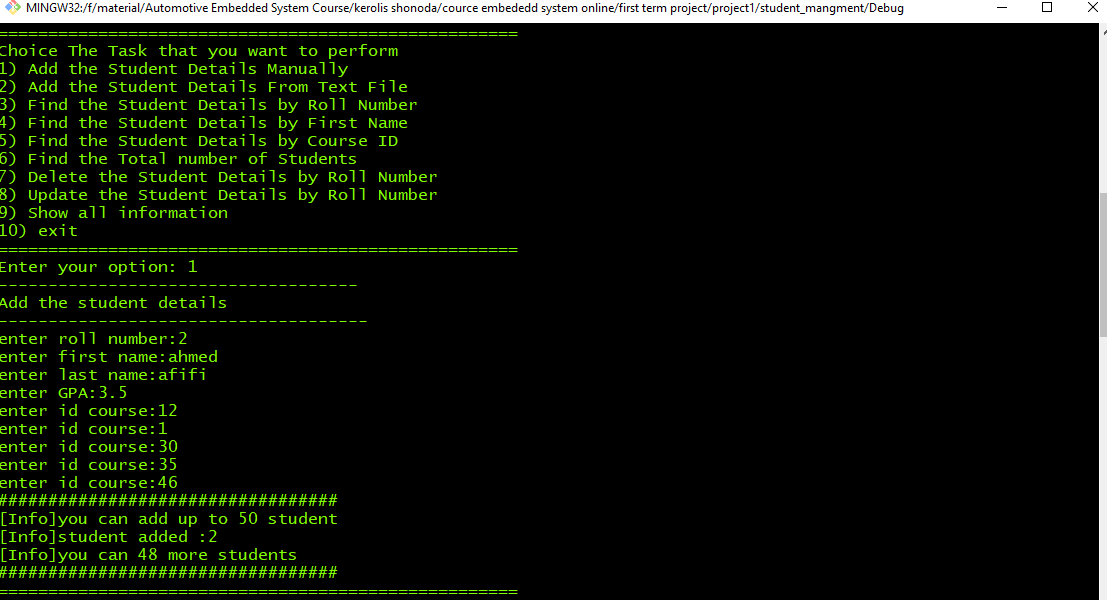 MINGW32:/f/material/Automotive Embedded System Course/kerolis shonoda/cource embededd system online/first term project/project1/student_mangment/Debug
====================================================
Choice The Task that you want to perform
1) Add the Student Details Manually
2) Add the Student Details From Text File
3) Find the Student Details by Roll Number
4) Find the Student Details by First Name
5) Find the Student Details by Course ID
6) Find the Total number of Students
7) Delete the Student Details by Roll Number
8) Update the Student Details by Roll Number
9) Show all information
10) exit
====================================================
Enter your option: 1
------------------------------------
Add the student details
-------------------------------------
enter roll number:2
enter first name:ahmed
enter last name:afifi
enter GPA:3.5
enter id course:12
enter id course:1
enter id course:30
enter id course:35
enter id course:46
##################################
[Info]you can add up to 50 student
[Info]student added :2
[Info]you can 48 more students
##################################
====================================================